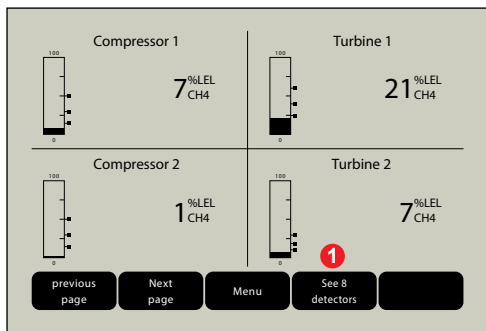 Compressor 1
100
7 %LEL
CH4
0
Turbine 1
100
21 %LEL
CH4
0
Compressor 2
100
1 %LEL
CH4
0
Turbine 2
100
7 %LEL
CH4
0
1
previous
page
Next
page
Menu
See 8
detectors